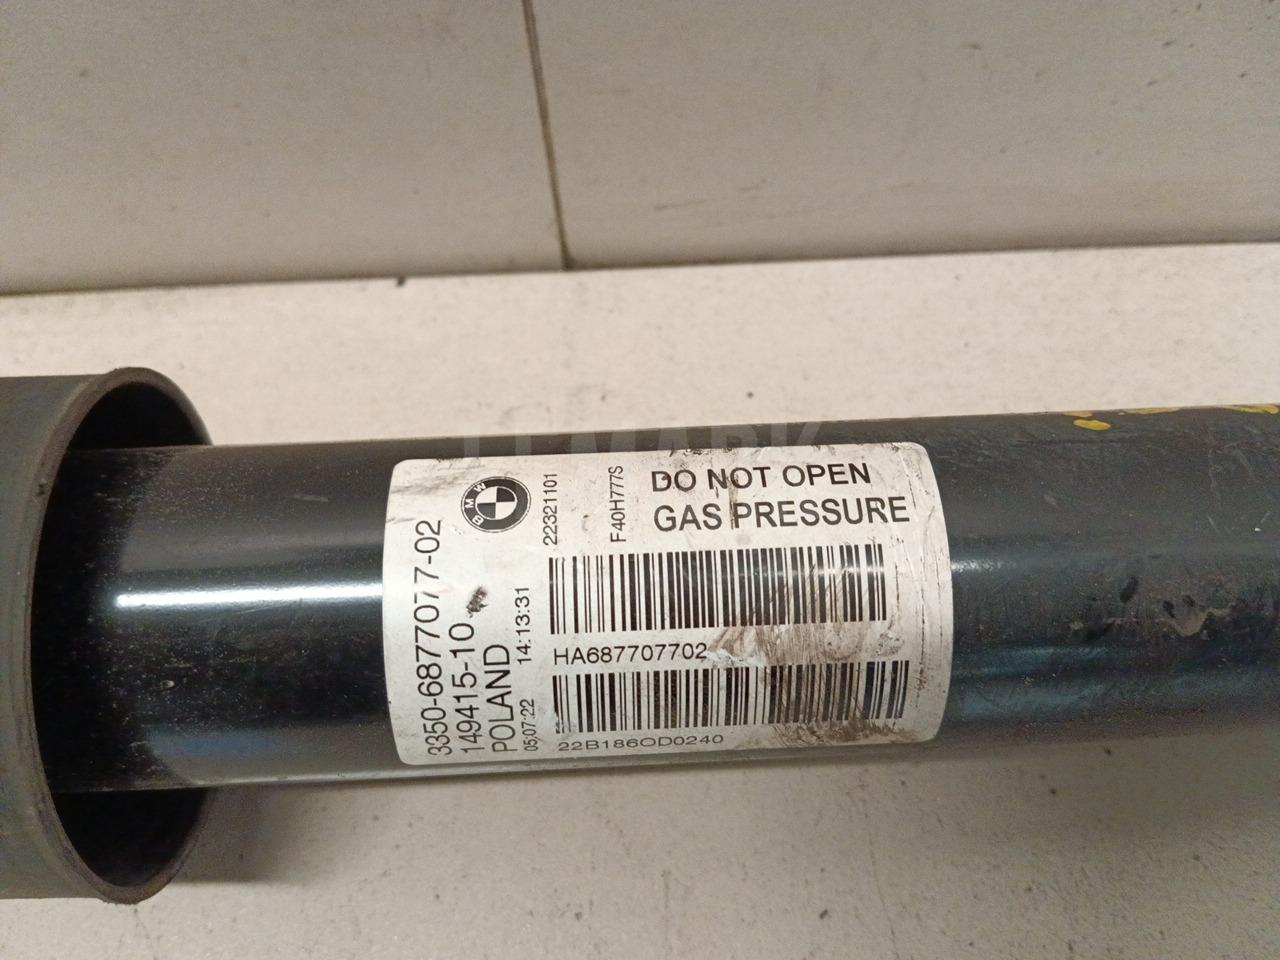 3350-6877077-02
149415-10
POLAND
05:07:22 14:13:31
22321101
F40H777S
BMW
DO NOT OPEN
GAS PRESSURE
HA687707702
22B186OD0240